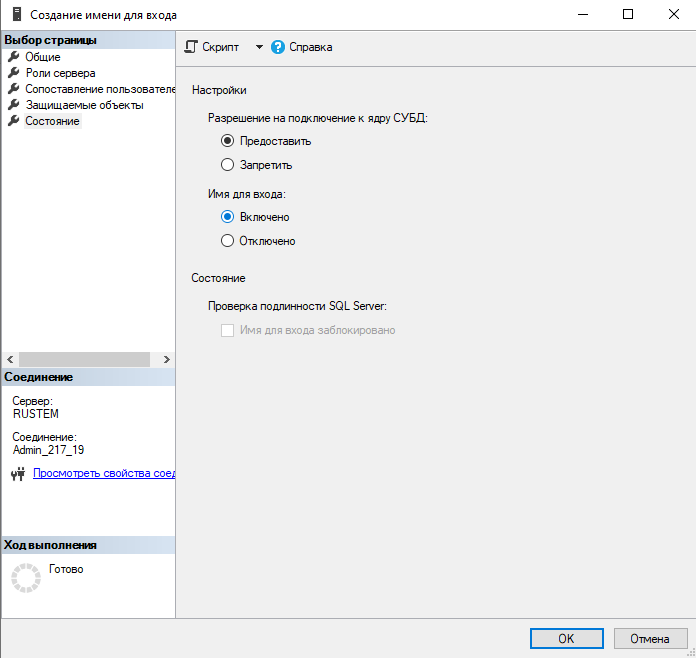 Создание имени для входа
Выбор страницы
Общие
Роли сервера
Сопоставление пользователе
Защищаемые объекты
Состояние
Скрипт
Справка
Настройки
Разрешение на подключение к ядру СУБД:
Предоставить
Запретить
Имя для входа:
Включено
Отключено
Состояние
Проверка подлинности SQL Server:
Имя для входа заблокировано
Соединение
Сервер:
RUSTEM
Соединение:
Admin_217_19
Просмотреть свойства соед
Ход выполнения
Готово
OK
Отмена